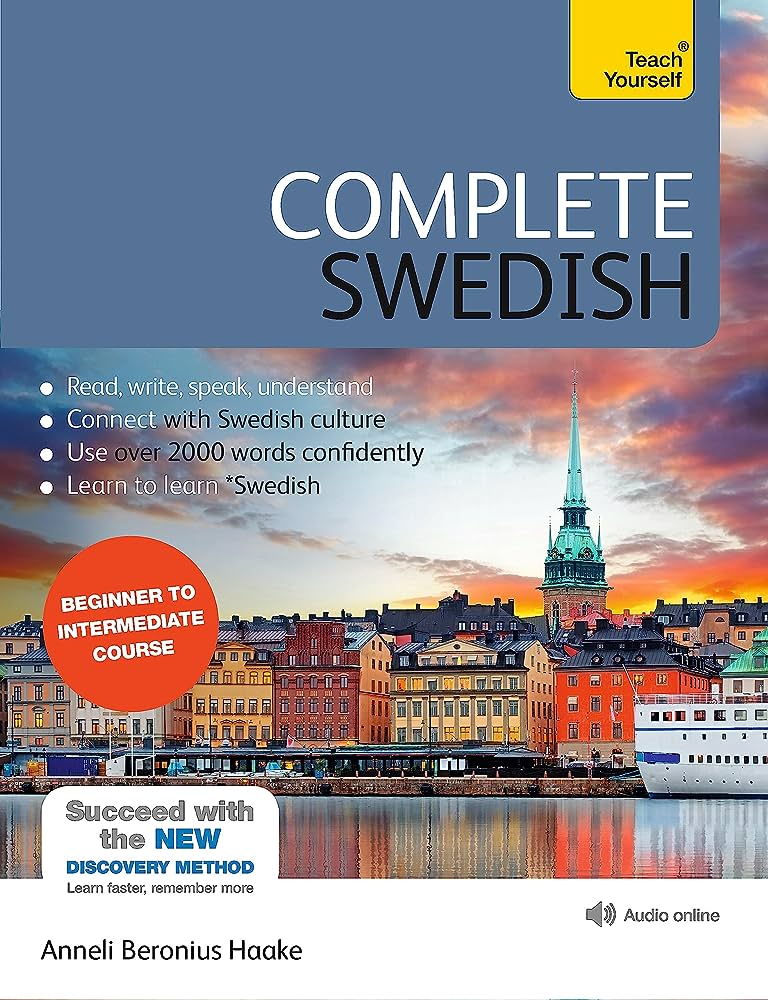 Teach®
Yourself
COMPLETE
SWEDISH
Read, write, speak, understand
Connect with Swedish culture
Use over 2000 words confidently
Learn to learn *Swedish
BEGINNER TO
INTERMEDIATE
COURSE
Succeed with
the NEW
DISCOVERY METHOD
Learn faster, remember more
Audio online
Anneli Beronius Haake